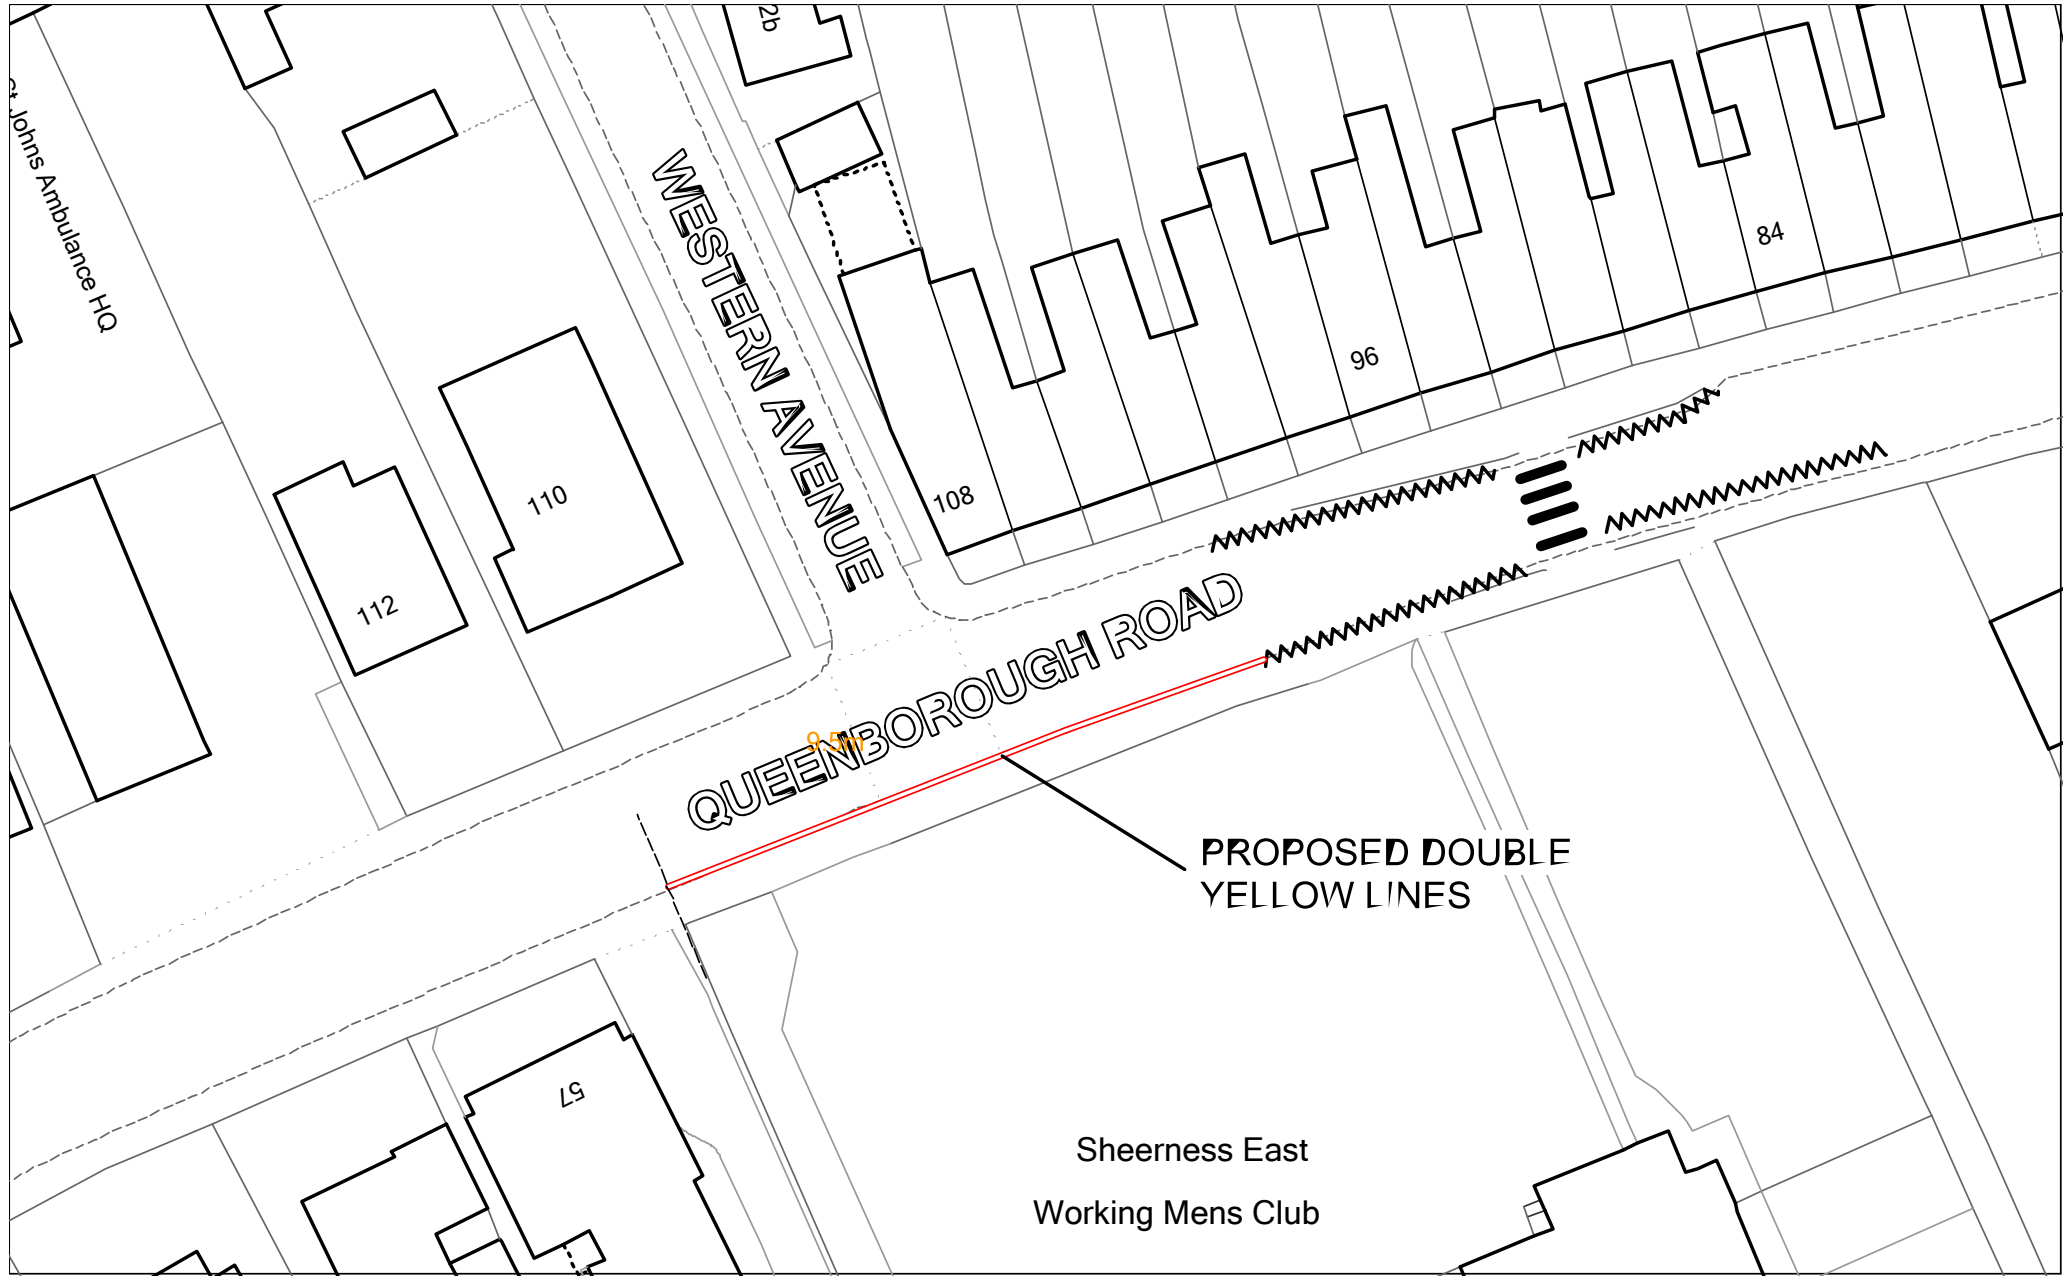 2b
St Johns Ambulance HQ
WESTERN AVENUE
84
96
108
110
112
QUEENBOROUGH ROAD
9.5m
PROPOSED DOUBLE
YELLOW LINES
57
Sheerness East
Working Mens Club